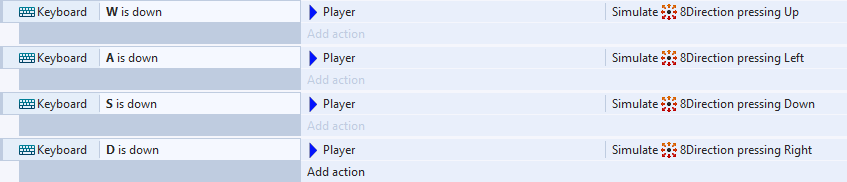 Keyboard W is down Player Simulate 8Direction pressing Up
Add action
Keyboard A is down Player Simulate 8Direction pressing Left
Add action
Keyboard S is down Player Simulate 8Direction pressing Down
Add action
Keyboard D is down Player Simulate 8Direction pressing Right
Add action